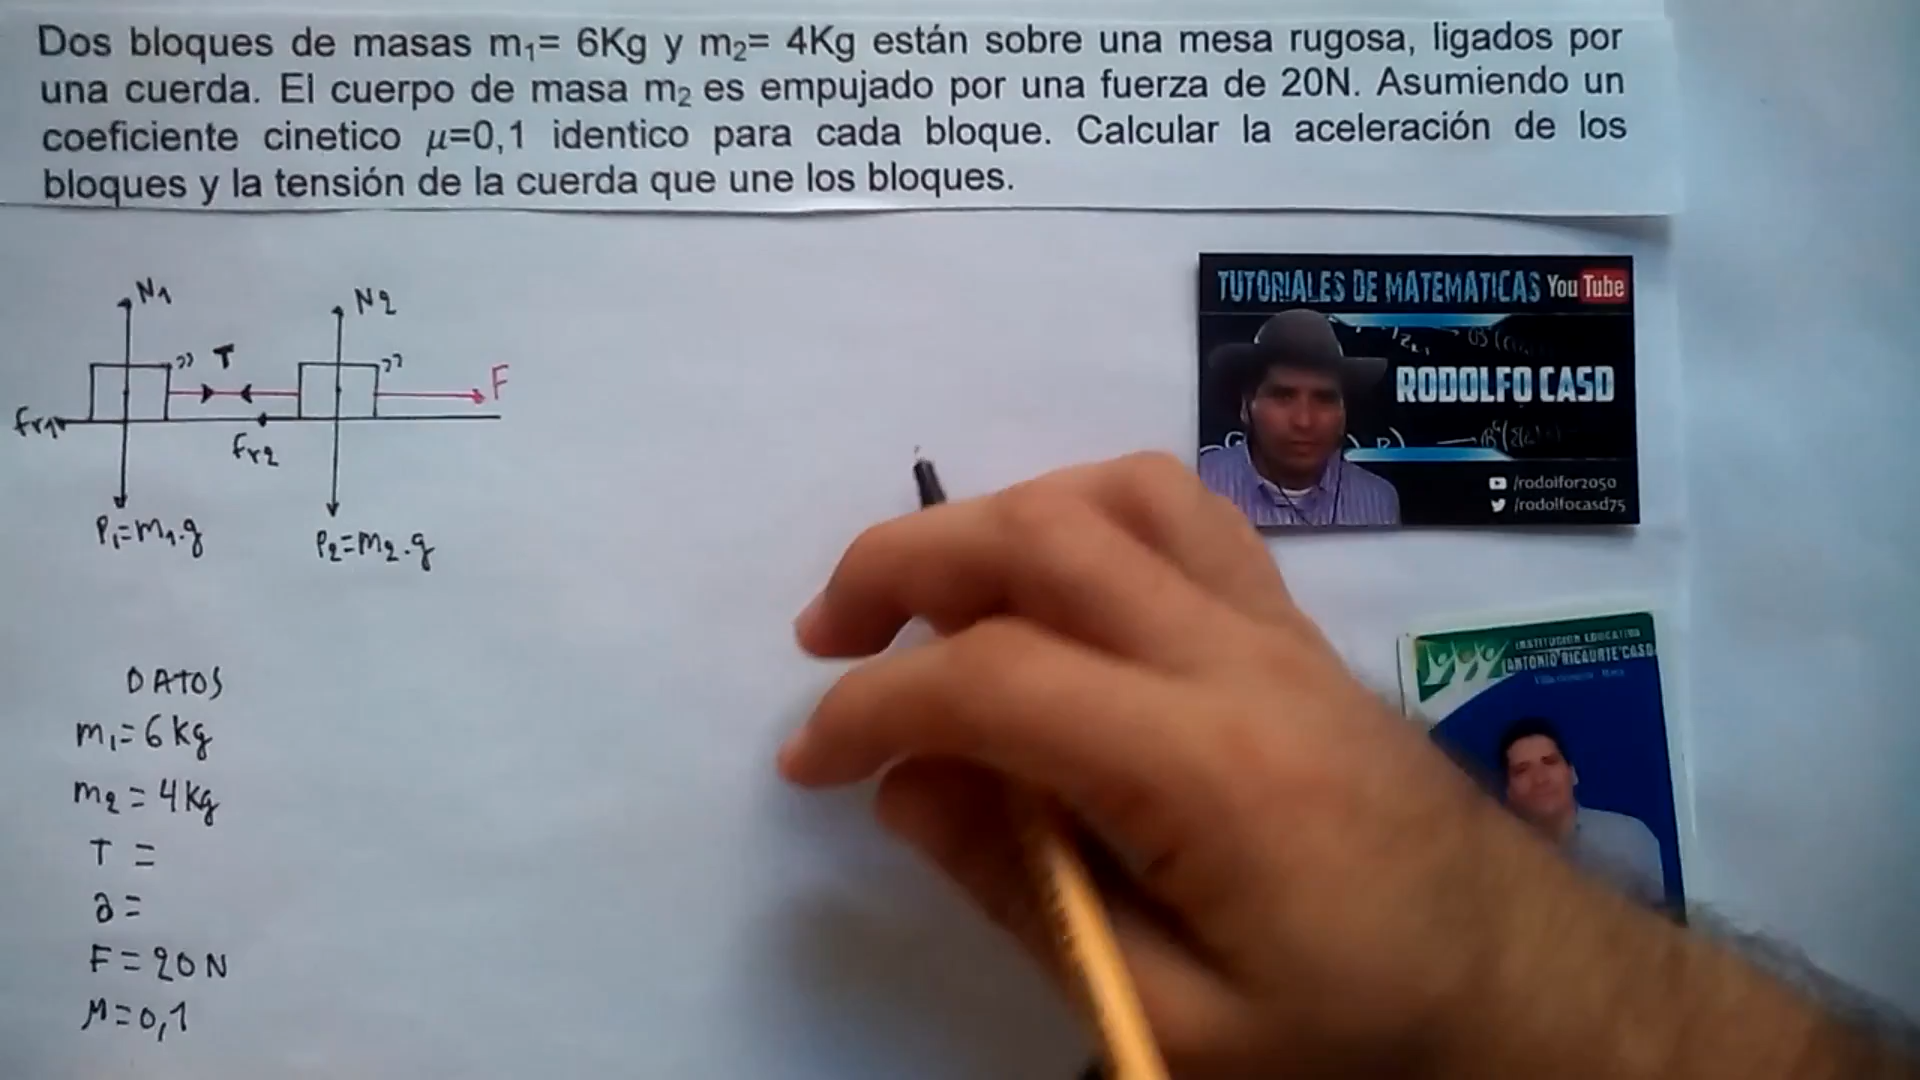 Dos bloques de masas m₁= 6Kg y m₂= 4Kg están sobre una mesa rugosa, ligados por
una cuerda. El cuerpo de masa m₂ es empujado por una fuerza de 20N. Asumiendo un
coeficiente cinetico μ=0,1 identico para cada bloque. Calcular la aceleración de los
bloques y la tensión de la cuerda que une los bloques.
N1
N2
T
F
fr1
fr2
P₁=m₁.g
P₂=m₂.g
DATOS
m₁=6kg
m₂=4kg
T =
a=
F=20N
M=0,1
TUTORIALES DE MATEMATICAS YouTube
RODOLFO CASD
/rodolfor2050
/rodolfocasd75
INSTITUCION EDUCATIVA
ANTONIO RICAURTE CASD